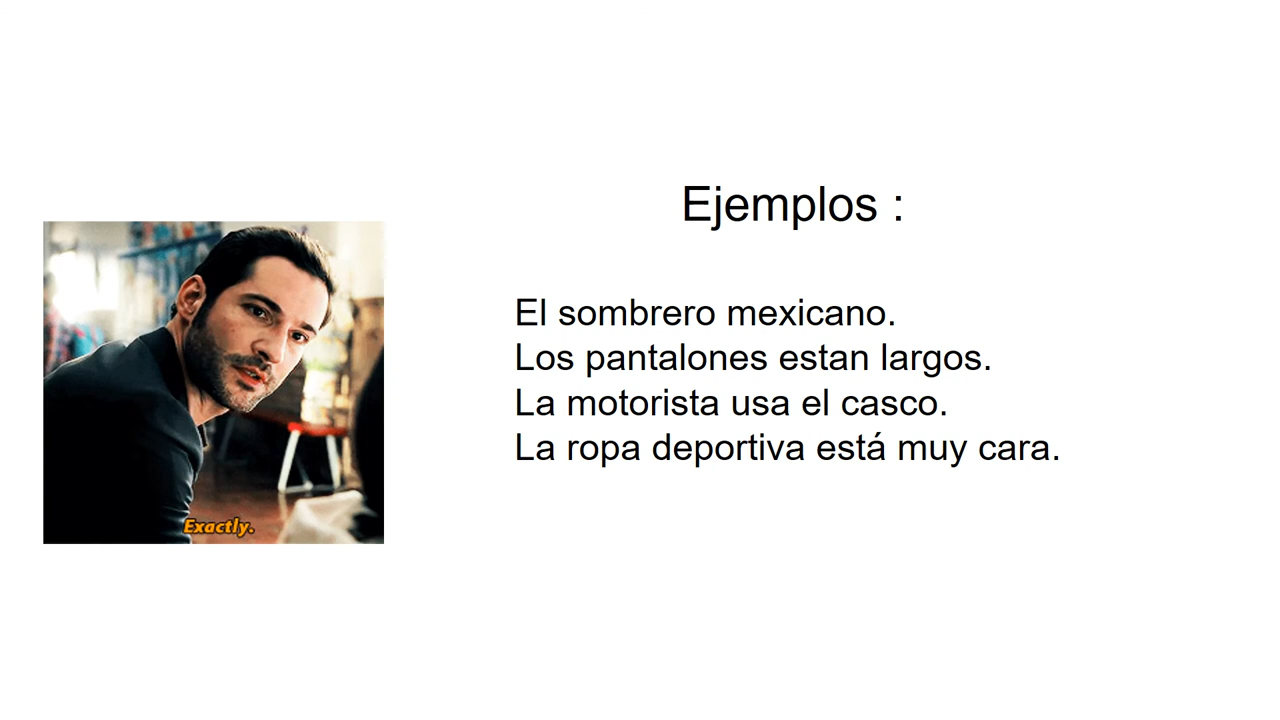 Ejemplos :
El sombrero mexicano.
Los pantalones estan largos.
La motorista usa el casco.
La ropa deportiva está muy cara.
Exactly.